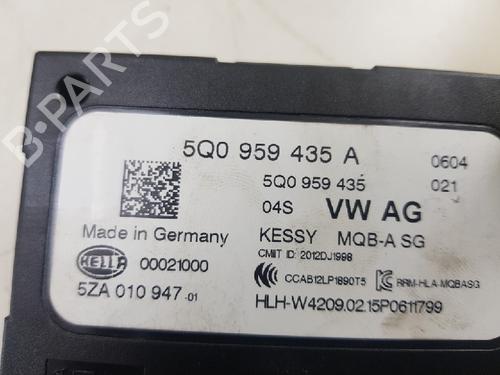 5Q0 959 435 A 0604
5Q0 959 435 021
04S VW AG
Made in Germany KESSY MQB-A SG
CMIIT ID: 2012DJ1998
HELLA 00021000 CCAB12LP1890T5 RRM-HLA-MQBASG
5ZA 010 947-01 HLH-W4209.02.15P0611799
B-PARTS